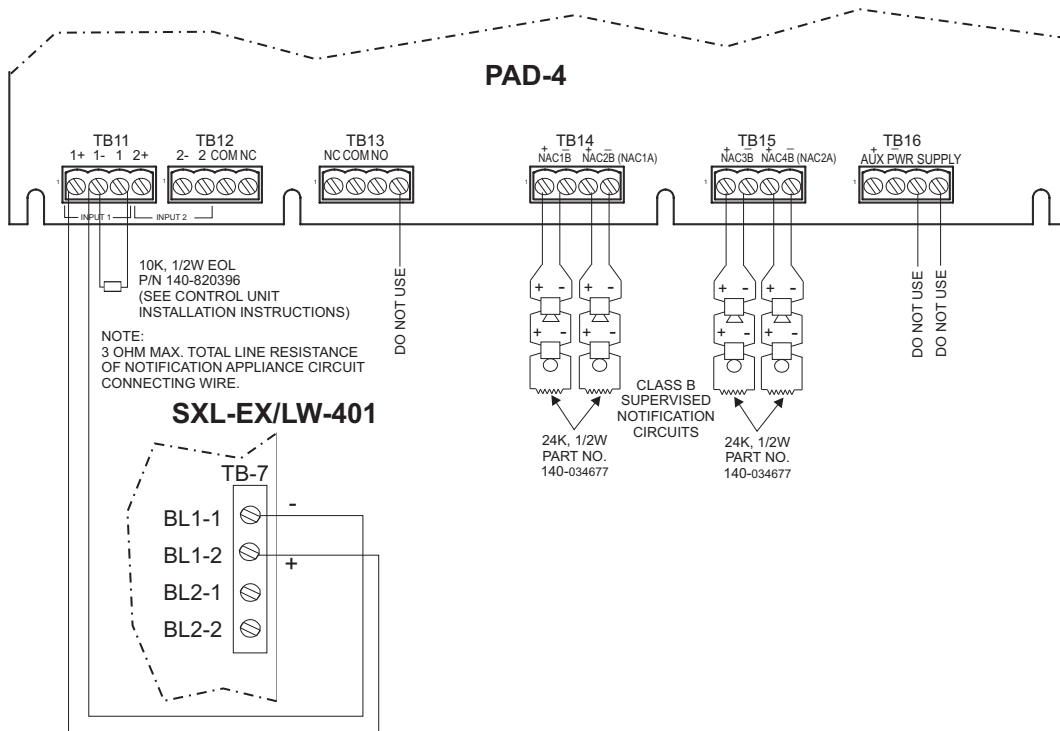 PAD-4
TB11
1+ 1- 1 2+
TB12
2- 2 COM NC
TB13
NC COM NO
TB14
+ − + −
NAC1B NAC2B (NAC1A)
TB15
+ − + −
NAC3B NAC4B (NAC2A)
TB16
+ −
AUX PWR SUPPLY
1
1
1
1
1
INPUT 1
INPUT 2
10K, 1/2W EOL
P/N 140-820396
(SEE CONTROL UNIT
INSTALLATION INSTRUCTIONS)
NOTE:
3 OHM MAX. TOTAL LINE RESISTANCE
OF NOTIFICATION APPLIANCE CIRCUIT
CONNECTING WIRE.
DO NOT USE
+ - + -
+ - + -
24K, 1/2W
PART NO.
140-034677
CLASS B
SUPERVISED
NOTIFICATION
CIRCUITS
+ - + -
+ - + -
24K, 1/2W
PART NO.
140-034677
DO NOT USE
DO NOT USE
SXL-EX/LW-401
TB-7
BL1-1
-
BL1-2
+
BL2-1
BL2-2